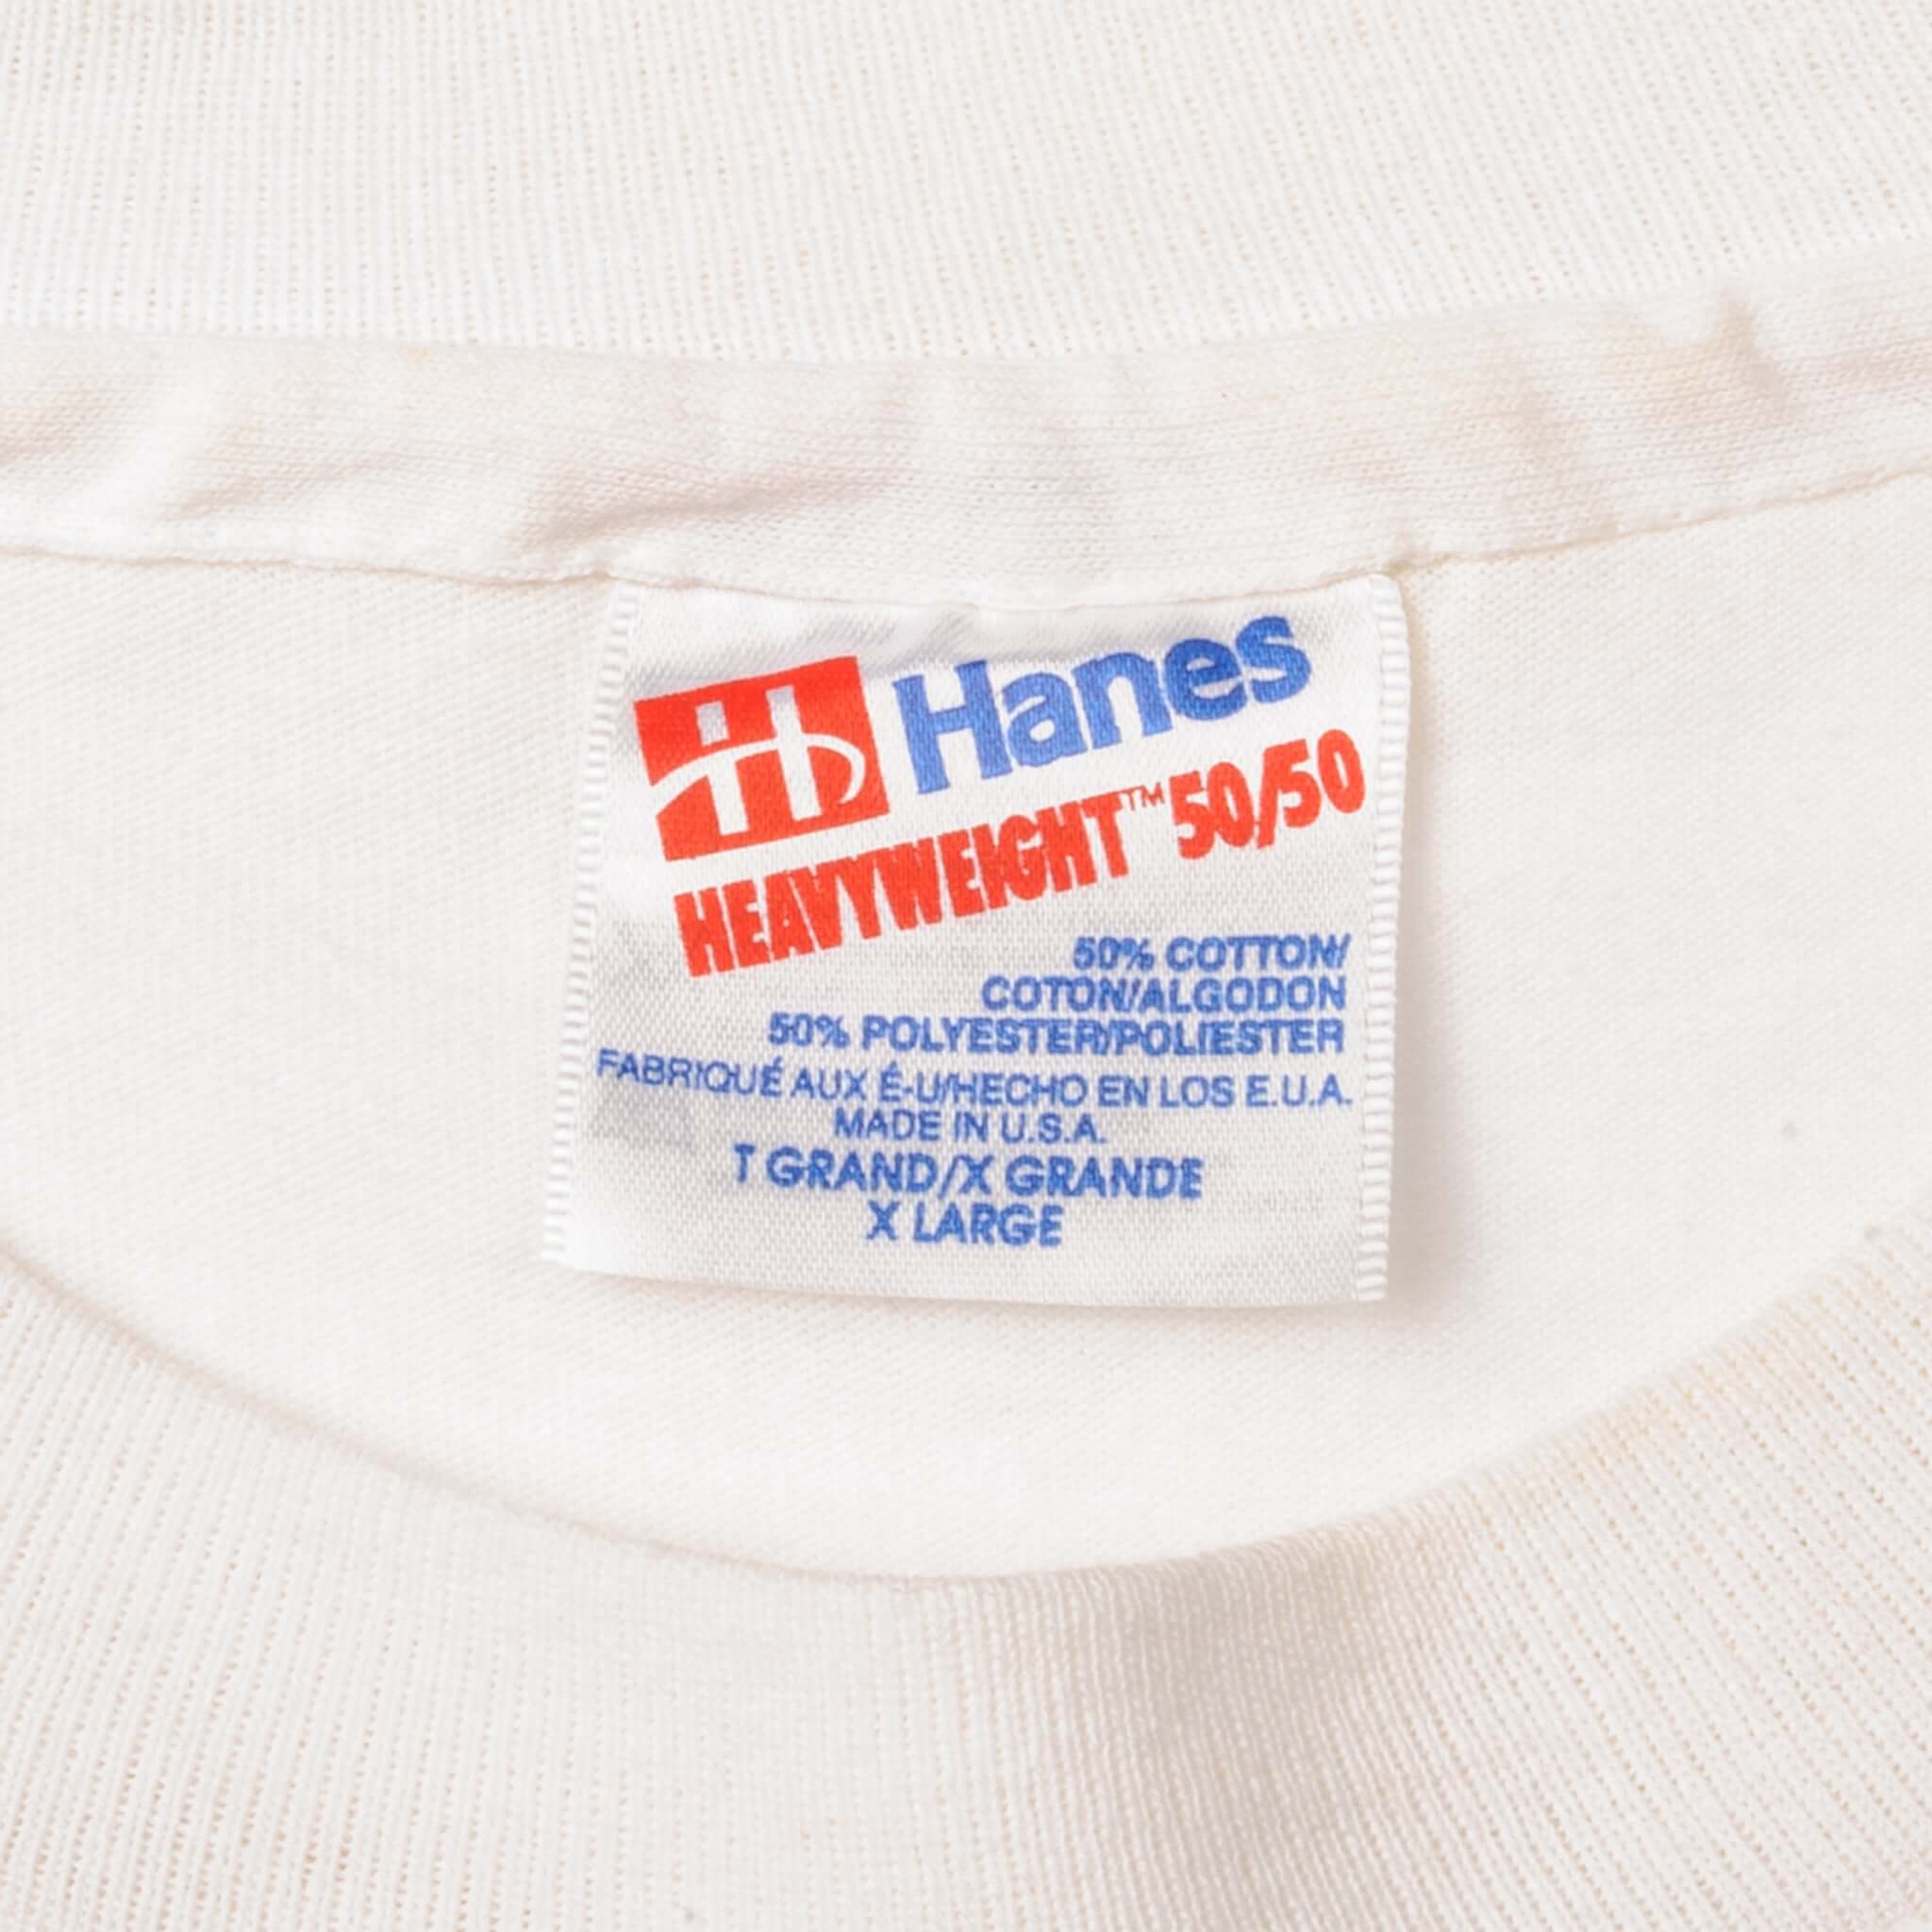 H Hanes
HEAVYWEIGHT™ 50/50
50% COTTON/
COTON/ALGODON
50% POLYESTER/POLIESTER
FABRIQUÉ AUX É-U/HECHO EN LOS E.U.A.
MADE IN U.S.A.
T GRAND/X GRANDE
X LARGE